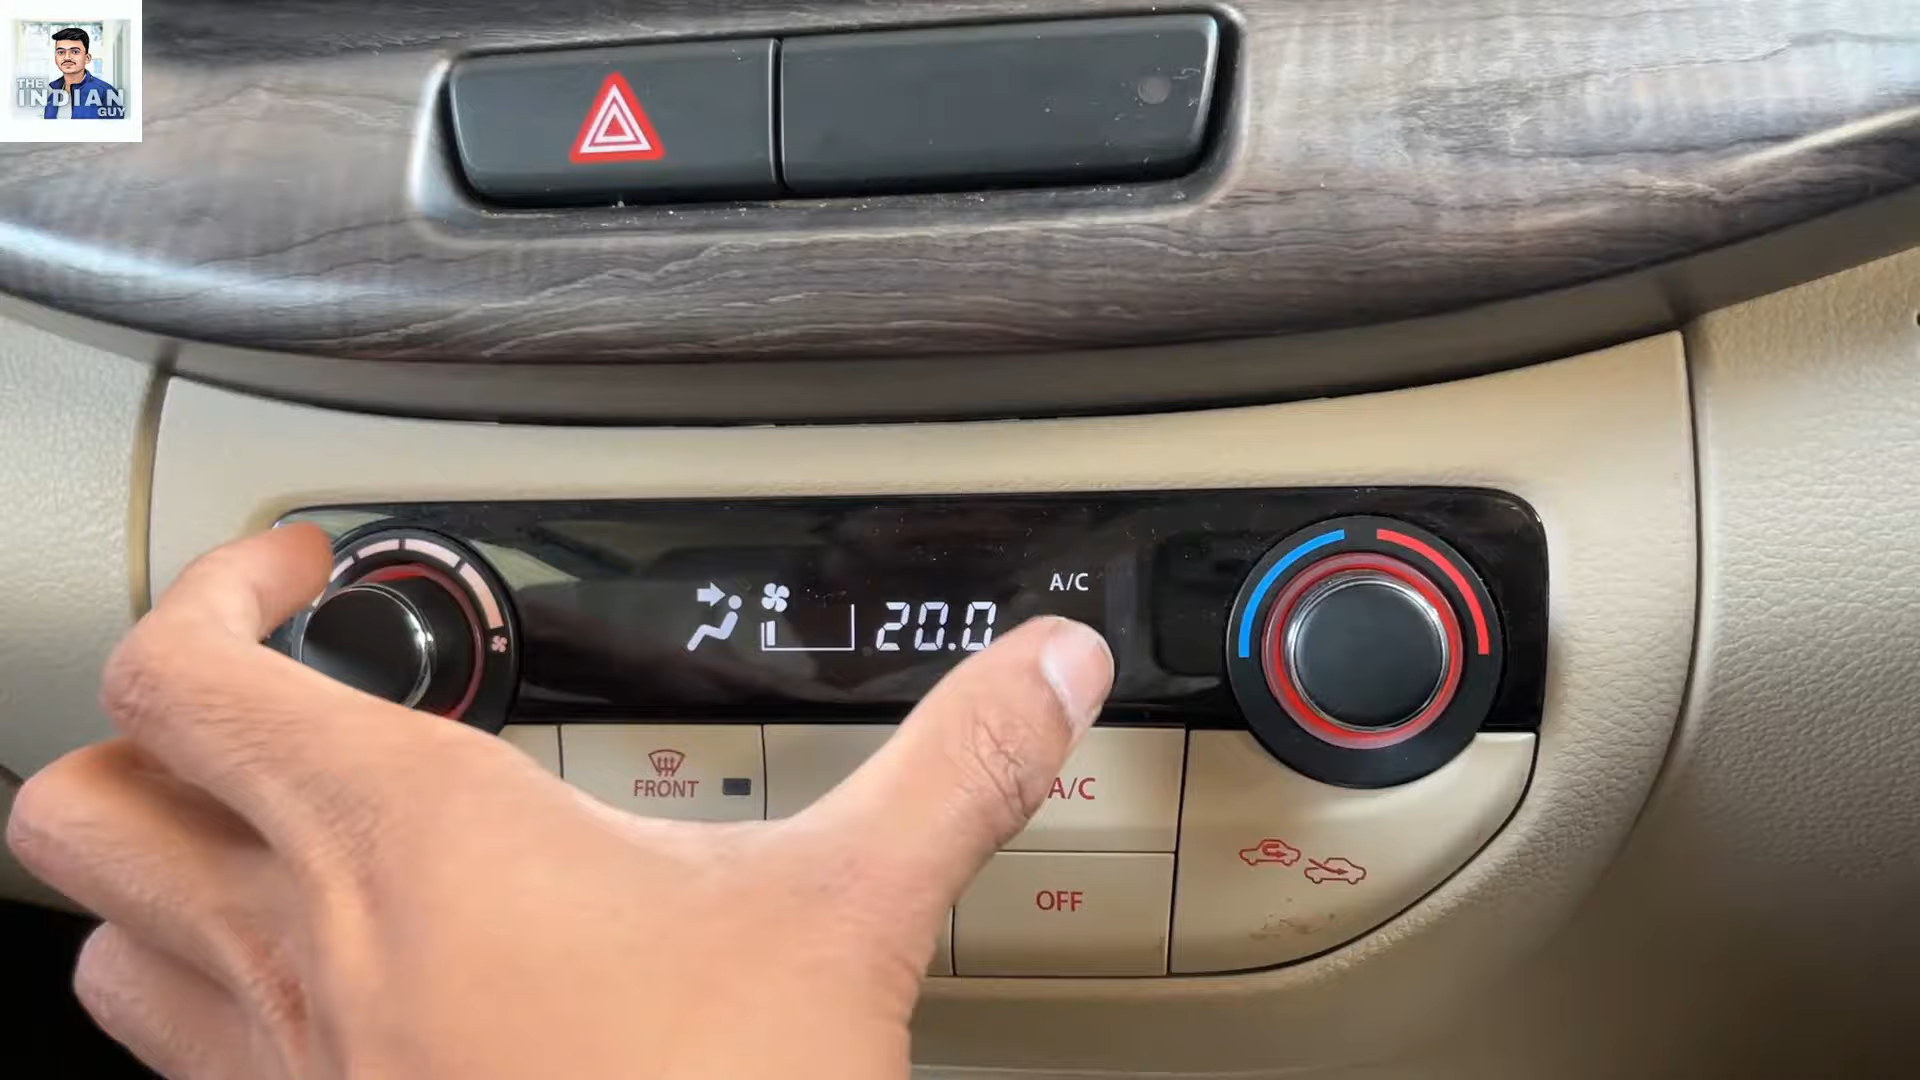 THE
INDIAN
GUY
A/C
20.0
FRONT
A/C
OFF